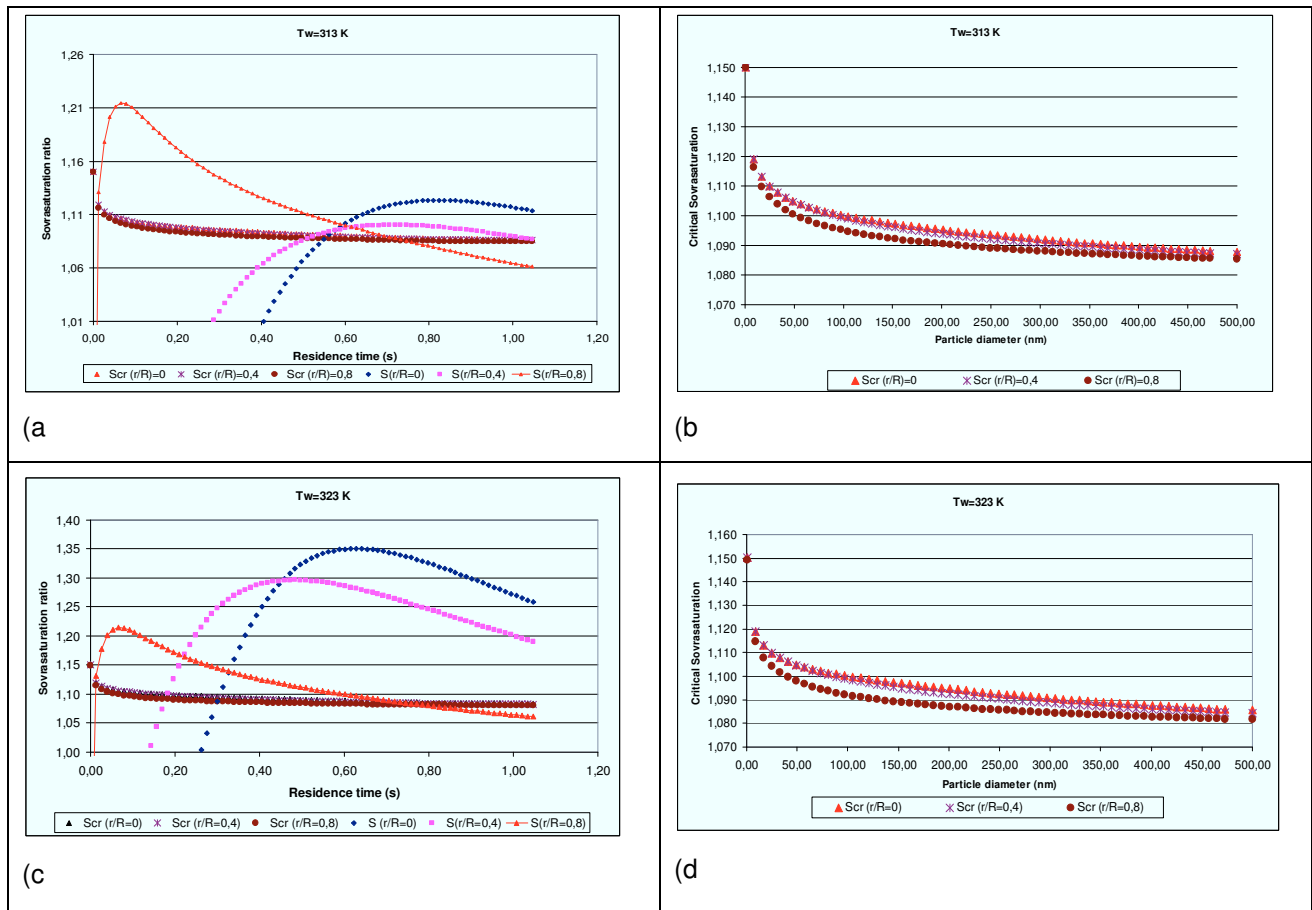 Tw=313 K
Sovrasaturation ratio
1,26
1,21
1,16
1,11
1,06
1,01
0,00 0,20 0,40 0,60 0,80 1,00 1,20
Residence time (s)
Scr (r/R)=0 Scr (r/R)=0,4 Scr (r/R)=0,8 S(r/R=0) S(r/R=0,4) S(r/R=0,8)
(a
Tw=313 K
Critical Sovrasaturation
1,150
1,140
1,130
1,120
1,110
1,100
1,090
1,080
1,070
0,00 50,00 100,00 150,00 200,00 250,00 300,00 350,00 400,00 450,00 500,00
Particle diameter (nm)
Scr (r/R)=0 Scr (r/R)=0,4 Scr (r/R)=0,8
(b
Tw=323 K
Sovrasaturation ratio
1,40
1,35
1,30
1,25
1,20
1,15
1,10
1,05
1,00
0,00 0,20 0,40 0,60 0,80 1,00 1,20
Residence time (s)
Scr (r/R=0) Scr (r/R=0,4) Scr (r/R=0,8) S (r/R=0) S(r/R=0,4) S(r/R=0,8)
(c
Tw=323 K
Critical Sovrasaturation
1,160
1,150
1,140
1,130
1,120
1,110
1,100
1,090
1,080
1,070
0,00 50,00 100,00 150,00 200,00 250,00 300,00 350,00 400,00 450,00 500,00
Particle diameter (nm)
Scr (r/R=0) Scr (r/R=0,4) Scr (r/R=0,8)
(d